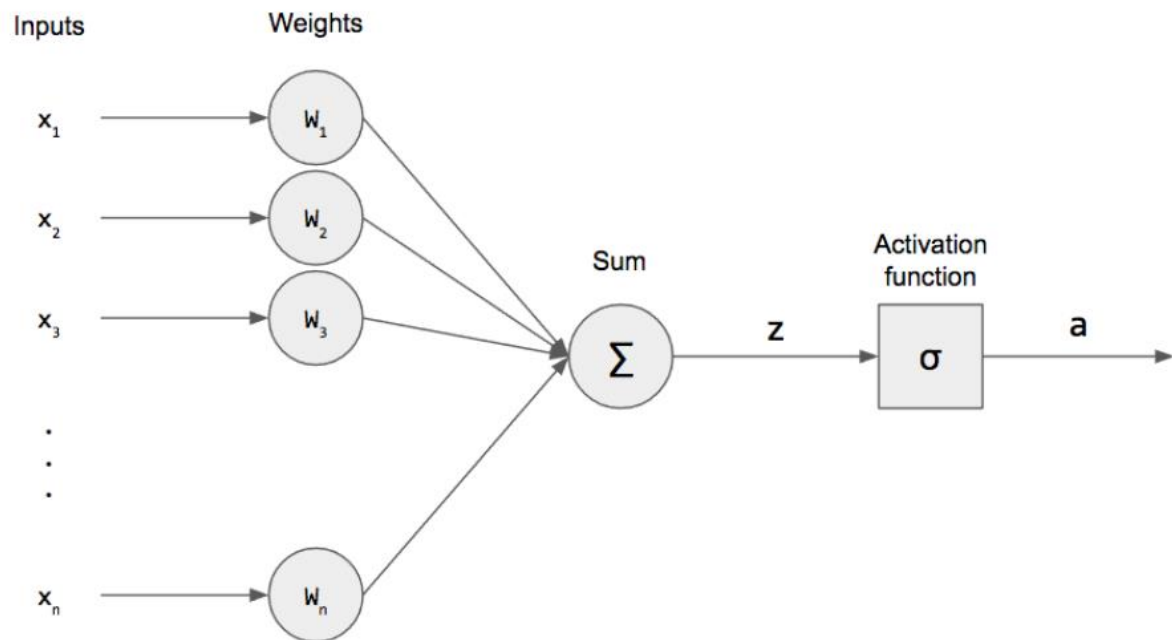 Inputs
Weights
x₁
W₁
x₂
W₂
x₃
W₃
Sum
Σ
z
Activation
function
σ
a
.
.
.
xₙ
Wₙ